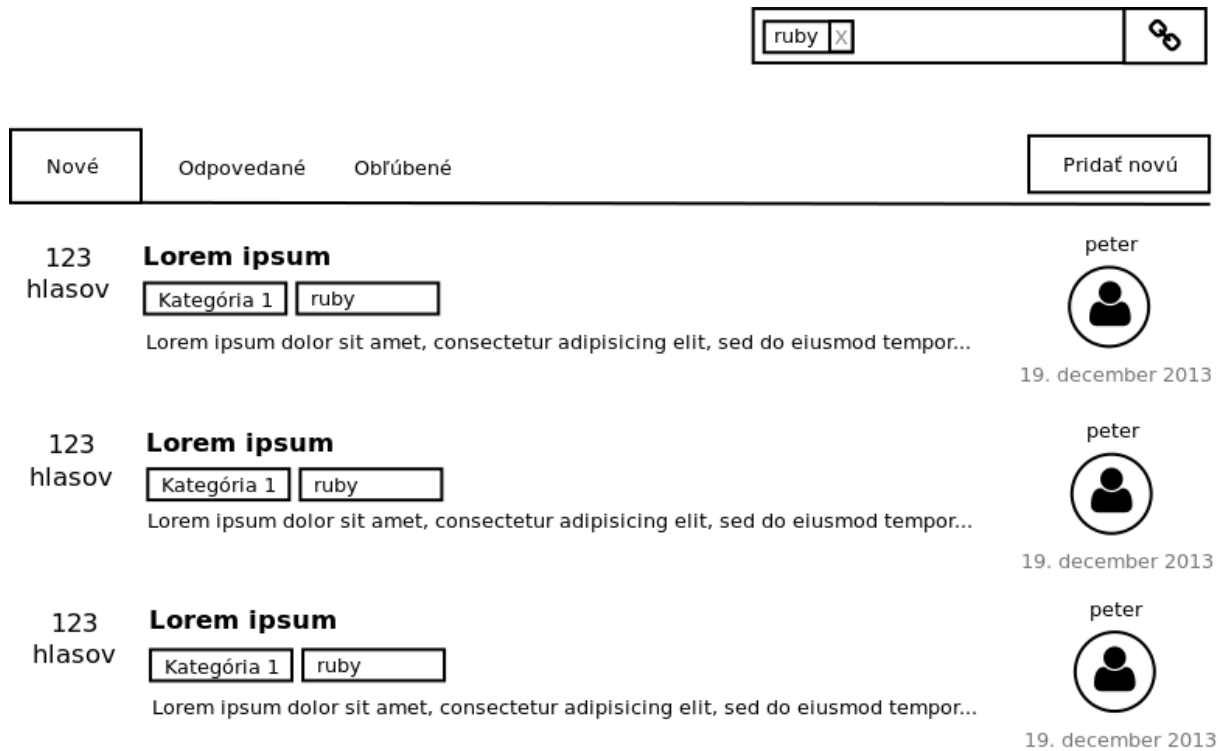 ruby X
Nové Odpovedané Obľúbené Pridať novú
123 hlasov
Lorem ipsum
Kategória 1 ruby
Lorem ipsum dolor sit amet, consectetur adipisicing elit, sed do eiusmod tempor...
peter
19. december 2013
123 hlasov
Lorem ipsum
Kategória 1 ruby
Lorem ipsum dolor sit amet, consectetur adipisicing elit, sed do eiusmod tempor...
peter
19. december 2013
123 hlasov
Lorem ipsum
Kategória 1 ruby
Lorem ipsum dolor sit amet, consectetur adipisicing elit, sed do eiusmod tempor...
peter
19. december 2013